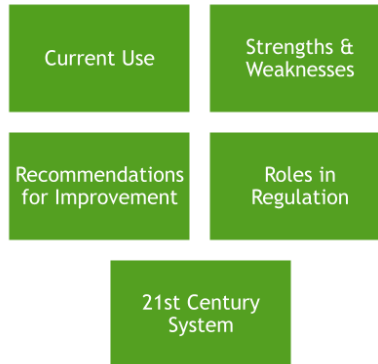 Current Use
Strengths &
Weaknesses
Recommendations
for Improvement
Roles in
Regulation
21st Century
System